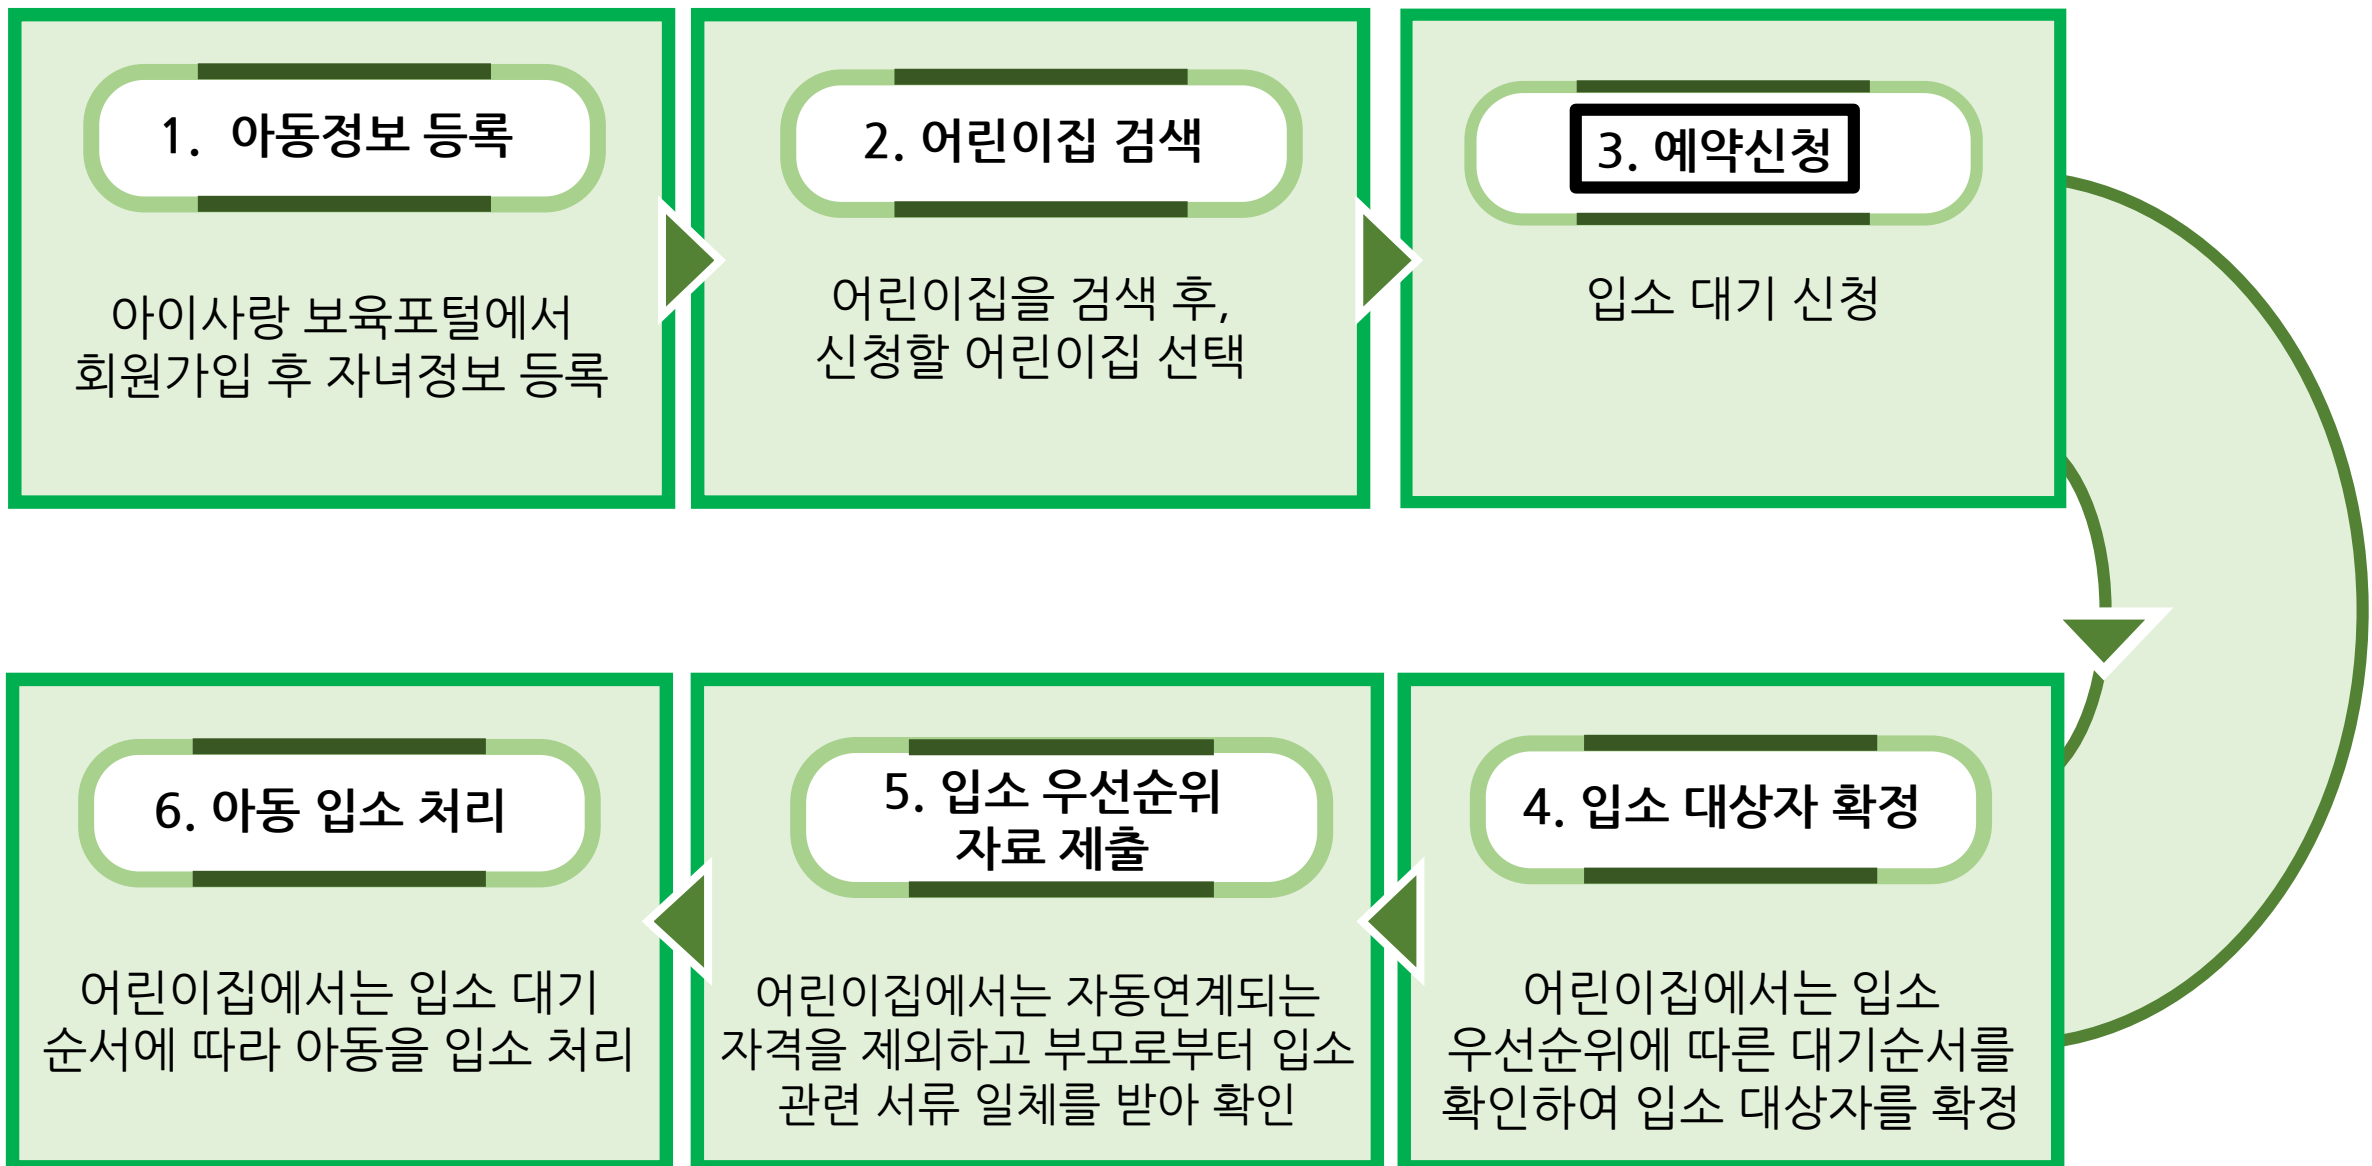 1. 아동정보 등록
아이사랑 보육포털에서
회원가입 후 자녀정보 등록
2. 어린이집 검색
어린이집을 검색 후,
신청할 어린이집 선택
3. 예약신청
입소 대기 신청
4. 입소 대상자 확정
어린이집에서는 입소
우선순위에 따른 대기순서를
확인하여 입소 대상자를 확정
5. 입소 우선순위
자료 제출
어린이집에서는 자동연계되는
자격을 제외하고 부모로부터 입소
관련 서류 일체를 받아 확인
6. 아동 입소 처리
어린이집에서는 입소 대기
순서에 따라 아동을 입소 처리